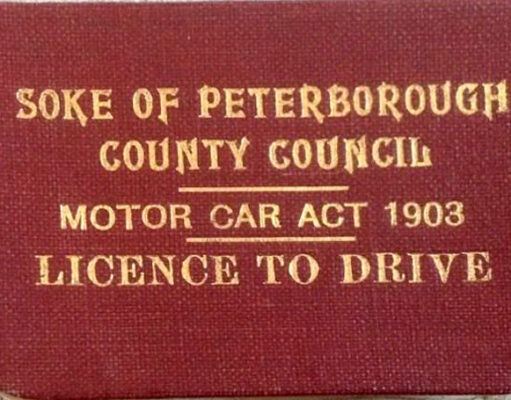 SOKE OF PETERBOROUGH
COUNTY COUNCIL
MOTOR CAR ACT 1903
LICENCE TO DRIVE